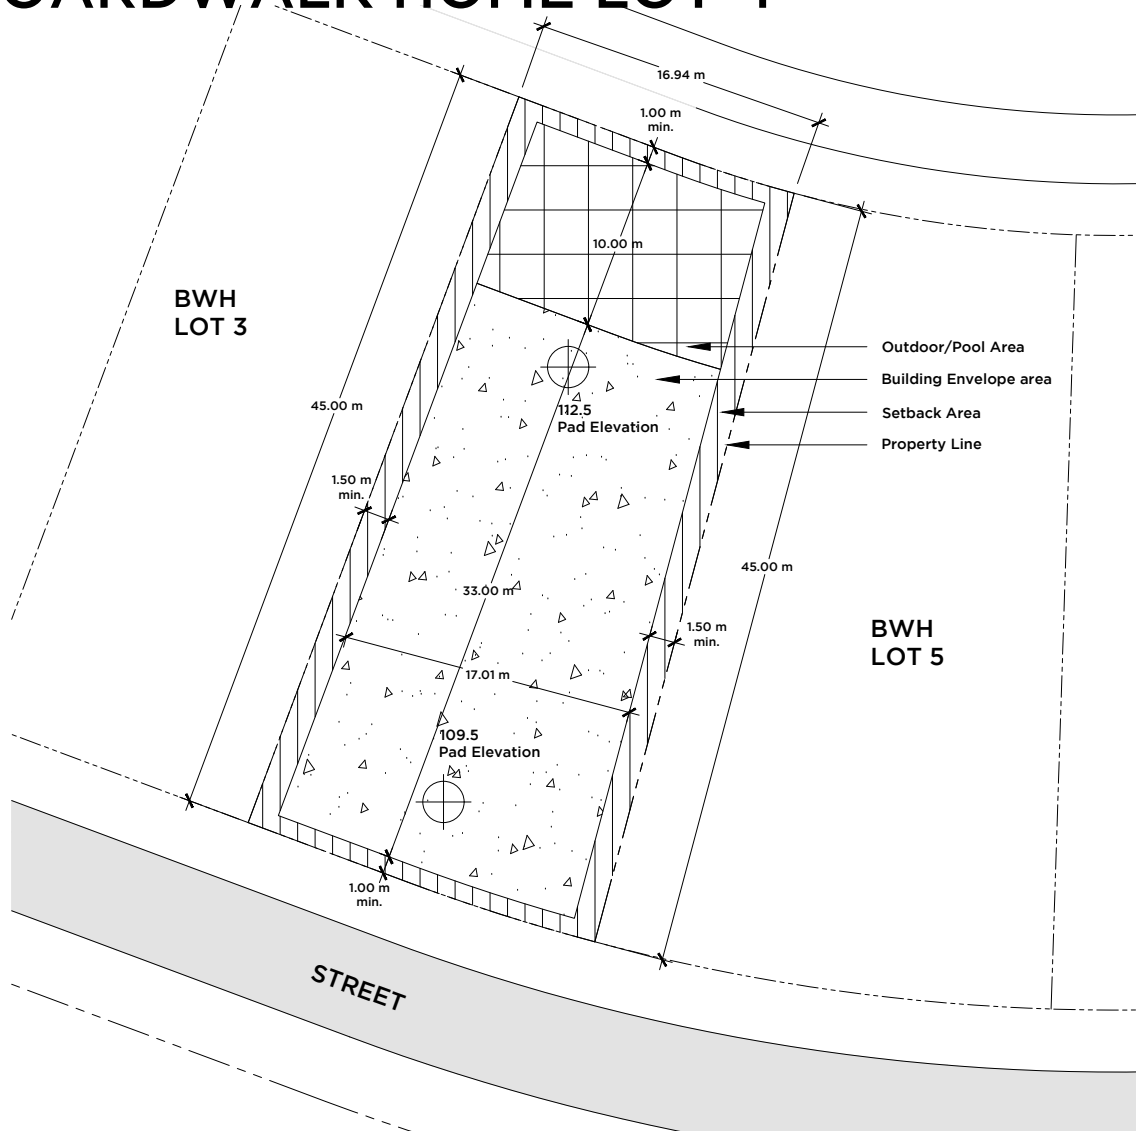 16.94 m
1.00 m
min.
10.00 m
BWH
LOT 3
Outdoor/Pool Area
Building Envelope area
Setback Area
Property Line
45.00 m
112.5
Pad Elevation
1.50 m
min.
45.00 m
33.00 m
1.50 m
min.
BWH
LOT 5
17.01 m
109.5
Pad Elevation
1.00 m
min.
STREET